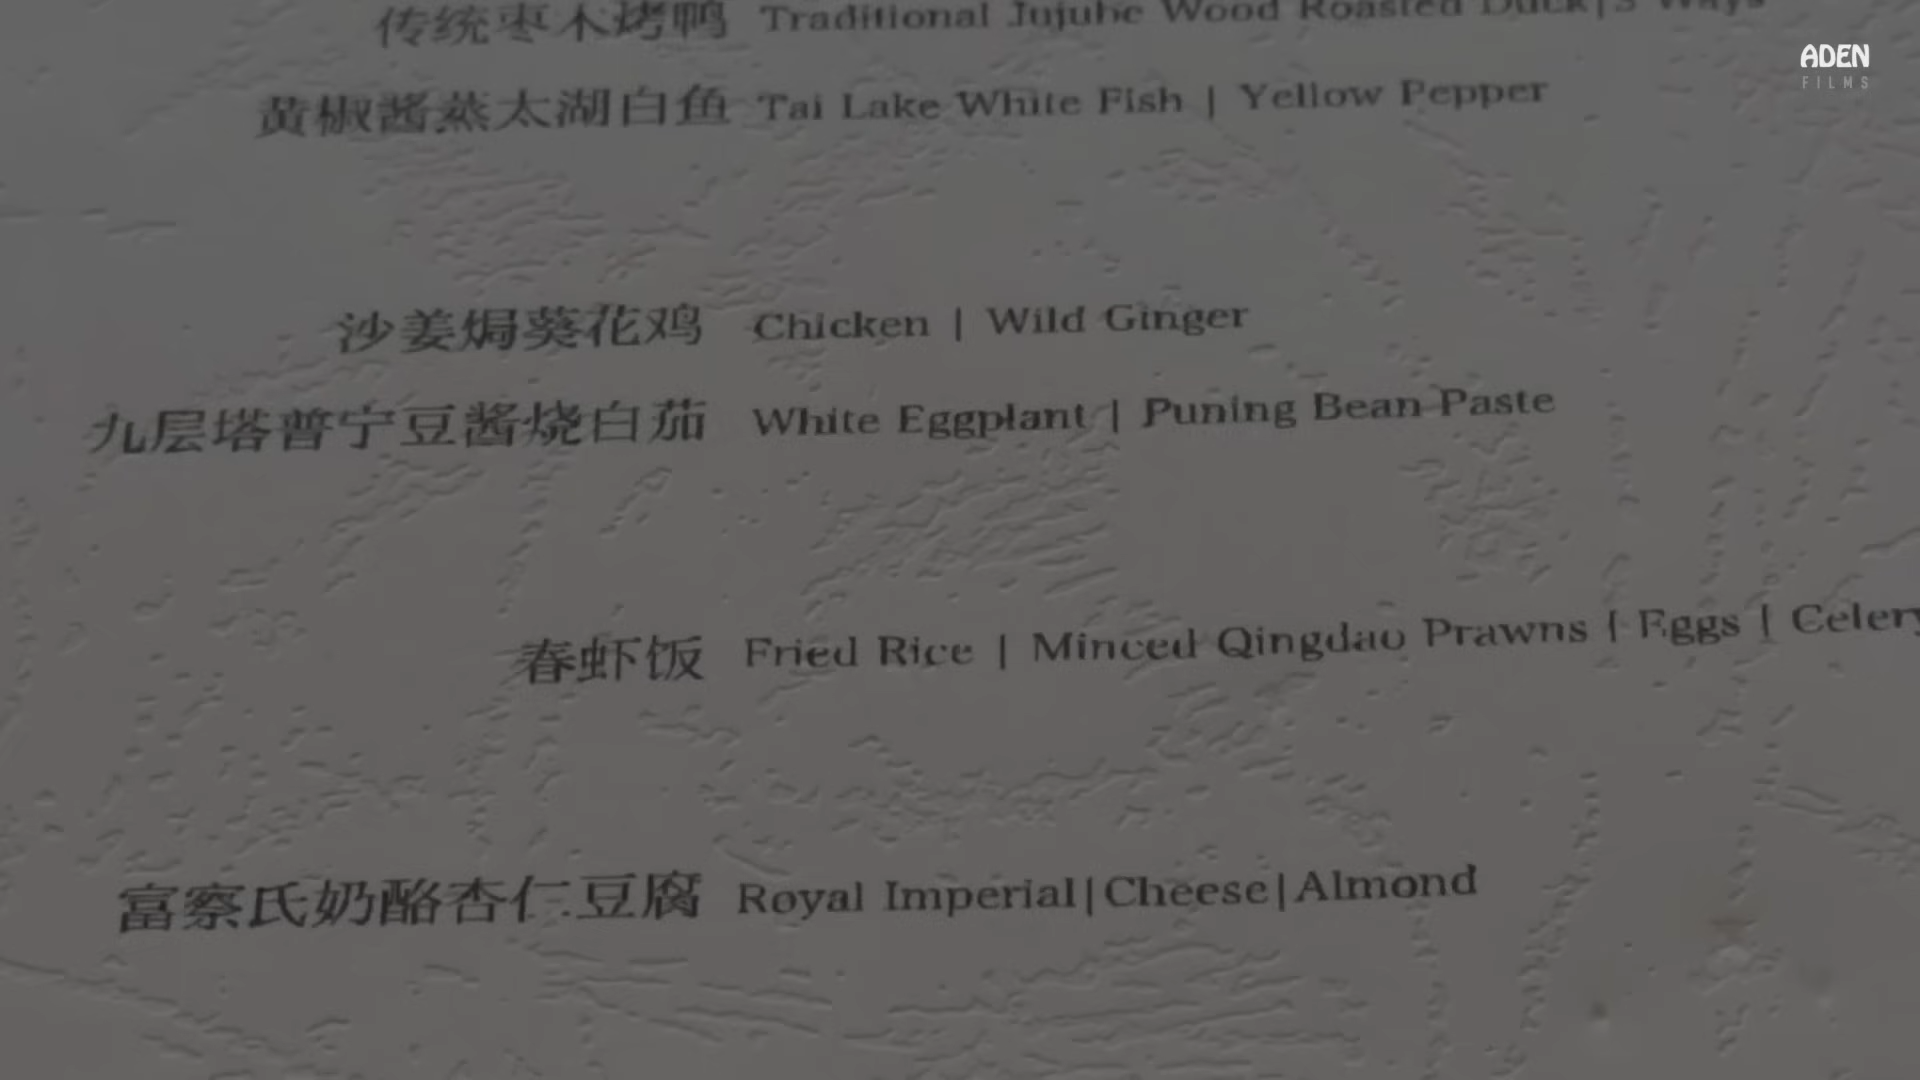 传统枣木烤鸭 Traditional Jujube Wood Roasted Duck|3 Ways
ADEN
FILMS
黄椒酱蒸太湖白鱼 Tai Lake White Fish | Yellow Pepper
沙姜焗葵花鸡 Chicken | Wild Ginger
九层塔普宁豆酱烧白茄 White Eggplant | Puning Bean Paste
春虾饭 Fried Rice | Minced Qingdao Prawns | Eggs | Celery
富察氏奶酪杏仁豆腐 Royal Imperial|Cheese|Almond